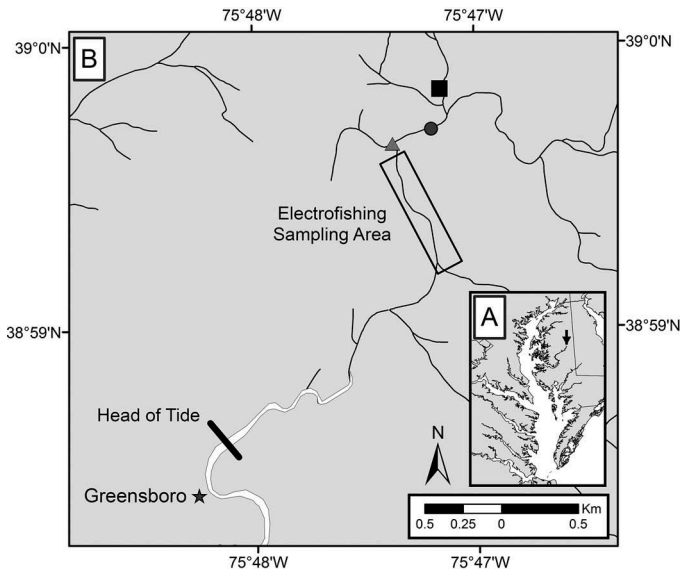 75°48'W 75°47'W
39°0'N 39°0'N
B
Electrofishing
Sampling Area
38°59'N 38°59'N
A
Head of Tide
N
Greensboro
Km
0.5 0.25 0 0.5
75°48'W 75°47'W